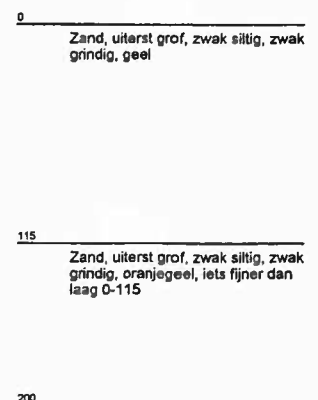 0
Zand, uiterst grof, zwak siltig, zwak
grindig, geel
115
Zand, uiterst grof, zwak siltig, zwak
grindig, oranjegeel, iets fijner dan
laag 0-115
200